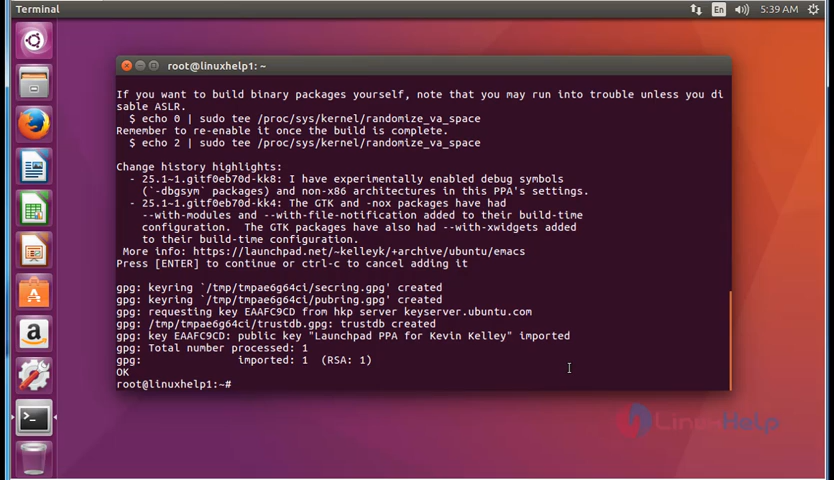 Terminal
En
5:39 AM
root@linuxhelp1: ~
If you want to build binary packages yourself, note that you may run into trouble unless you di
sable ASLR.
$ echo 0 | sudo tee /proc/sys/kernel/randomize_va_space
Remember to re-enable it once the build is complete.
$ echo 2 | sudo tee /proc/sys/kernel/randomize_va_space
Change history highlights:
- 25.1~1.gitf0eb70d-kk8: I have experimentally enabled debug symbols
(`-dbgsym` packages) and non-x86 architectures in this PPA's settings.
- 25.1~1.gitf0eb70d-kk4: The GTK and -nox packages have had
--with-modules and --with-file-notification added to their build-time
configuration.  The GTK packages have also had --with-xwidgets added
to their build-time configuration.
More info: https://launchpad.net/~kelleyk/+archive/ubuntu/emacs
Press [ENTER] to continue or ctrl-c to cancel adding it
gpg: keyring `/tmp/tmpae6g64ci/secring.gpg' created
gpg: keyring `/tmp/tmpae6g64ci/pubring.gpg' created
gpg: requesting key EAAFC9CD from hkp server keyserver.ubuntu.com
gpg: /tmp/tmpae6g64ci/trustdb.gpg: trustdb created
gpg: key EAAFC9CD: public key "Launchpad PPA for Kevin Kelley" imported
gpg: Total number processed: 1
gpg:               imported: 1  (RSA: 1)
OK
root@linuxhelp1:~#
LinuxHelp